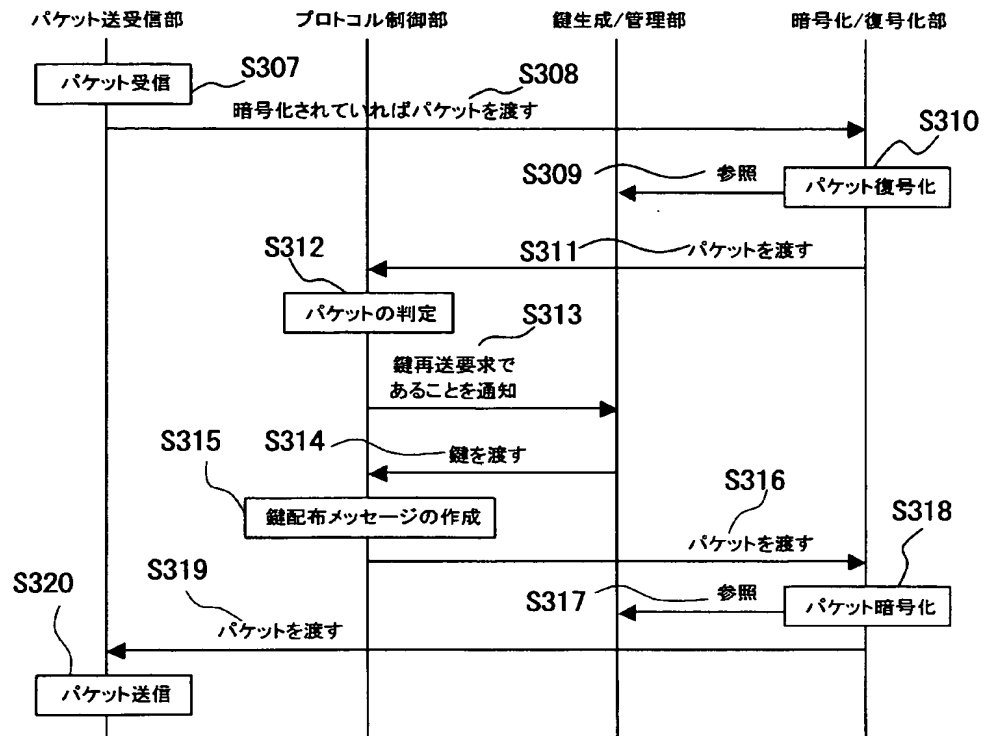 パケット送受信部 プロトコル制御部 鍵生成/管理部 暗号化/復号化部
パケット受信 S307
S308
暗号化されていればパケットを渡す
S310
S309 参照
パケット復号化
S311 パケットを渡す
S312
パケットの判定
S313
鍵再送要求で
あることを通知
S315 S314 鍵を渡す
S316
鍵配布メッセージの作成
S318
パケットを渡す
S319
S320
S317 参照
パケット暗号化
パケットを渡す
パケット送信